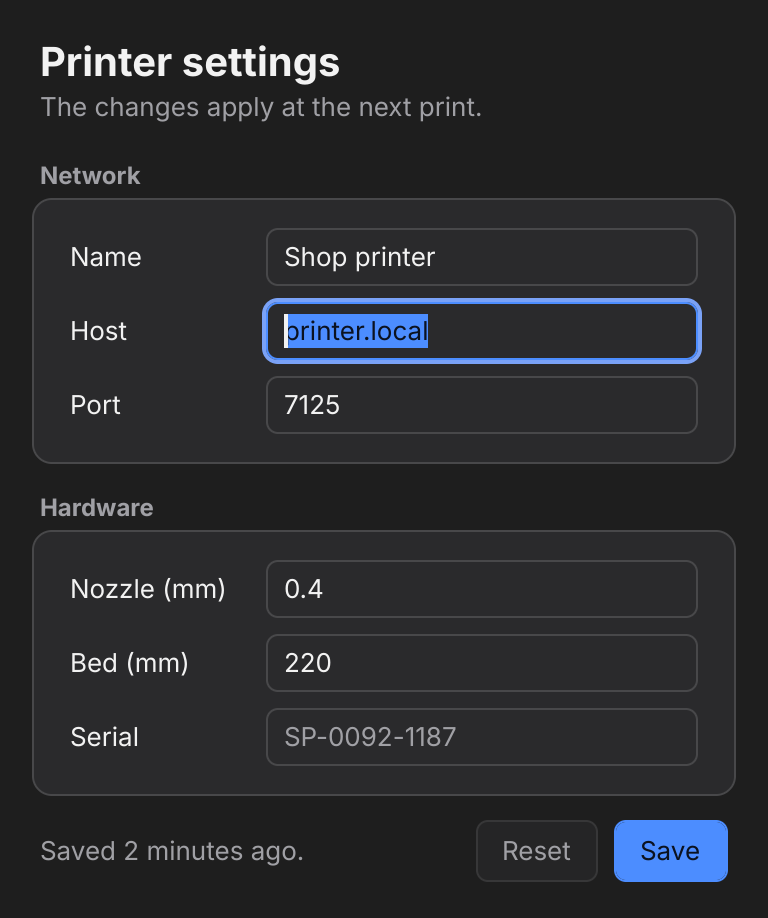 Printer settings
The changes apply at the next print.
Network
Name Shop printer
Host printer.local
Port 7125
Hardware
Nozzle (mm) 0.4
Bed (mm) 220
Serial SP-0092-1187
Saved 2 minutes ago. Reset Save